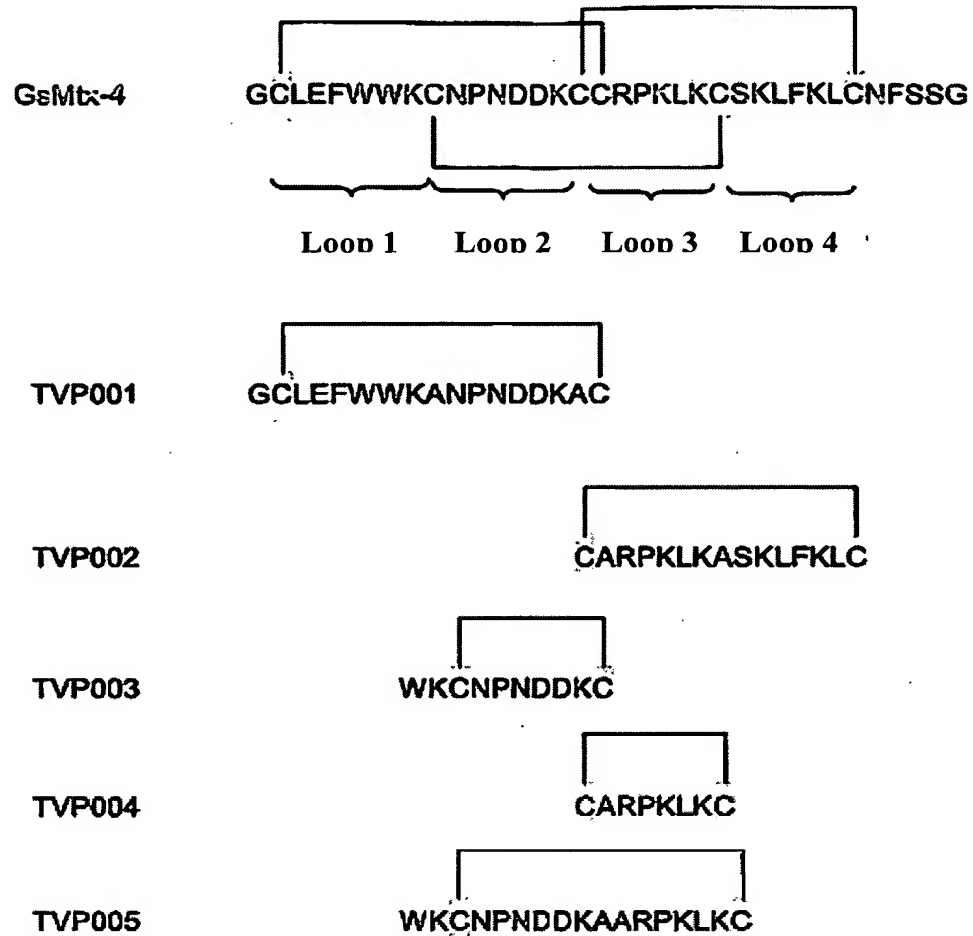 GsMtx-4 GCLEFWWKCNPNDDKCCRPKLKCSKLFKLCNFSSG
Loop 1 Loop 2 Loop 3 Loop 4
TVP001 GCLEFWWKANPNDDKAC
TVP002 CARPKLKASKLFKLC
TVP003 WKCNPNDDKC
TVP004 CARPKLKC
TVP005 WKCNPNDDKAARPKLKC